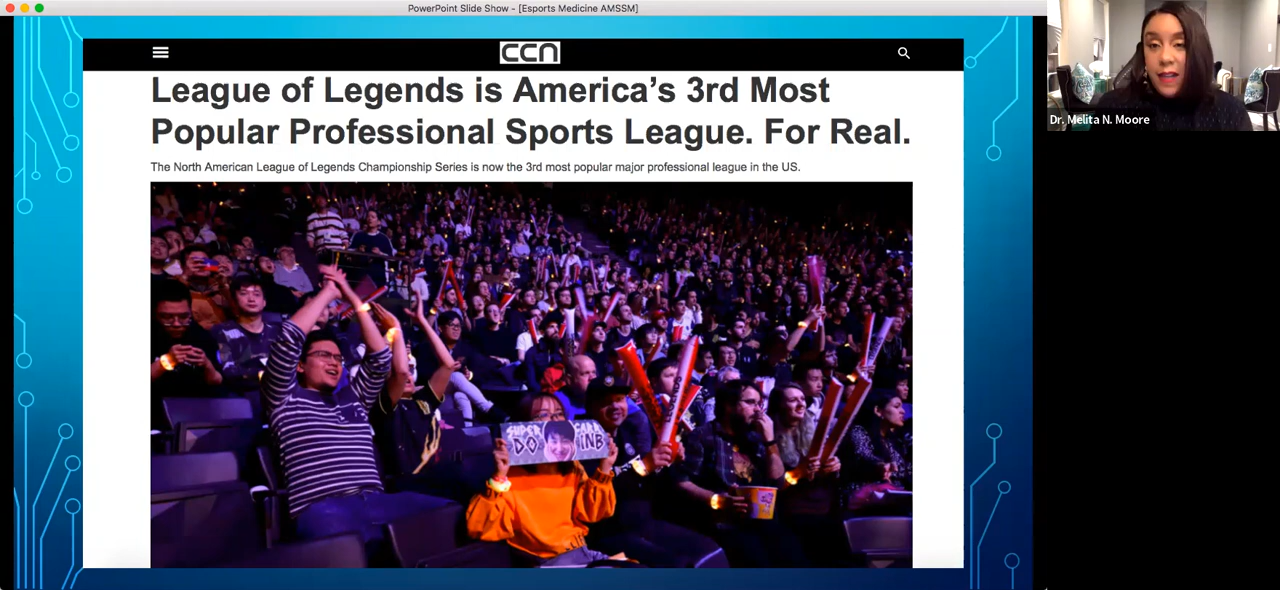 PowerPoint Slide Show - [Esports Medicine AMSSM]
CCN
League of Legends is America's 3rd Most
Popular Professional Sports League. For Real.
The North American League of Legends Championship Series is now the 3rd most popular major professional league in the US.
SUPER CARRY
DOINB
Dr. Melita N. Moore